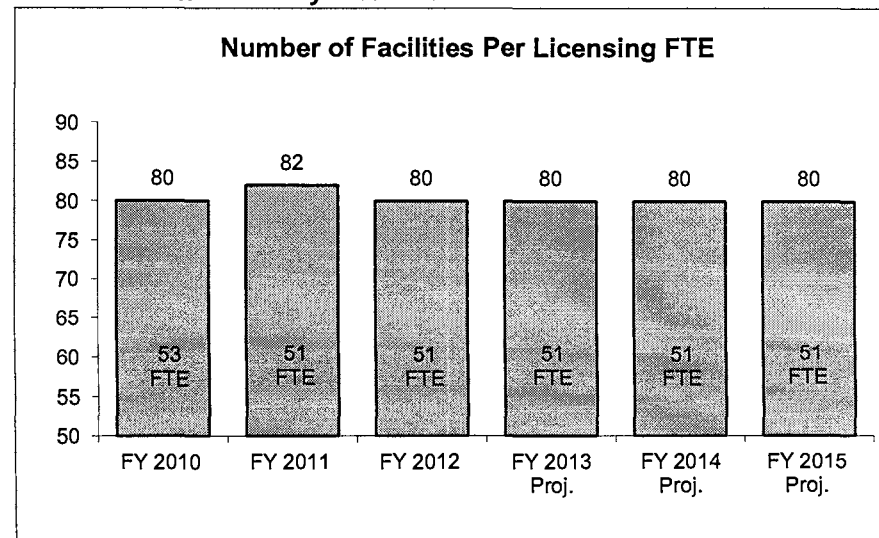 Number of Facilities Per Licensing FTE
90
85
80
75
70
65
60
55
50
80
82
80
80
80
80
53
FTE
51
FTE
51
FTE
51
FTE
51
FTE
51
FTE
FY 2010
FY 2011
FY 2012
FY 2013
Proj.
FY 2014
Proj.
FY 2015
Proj.